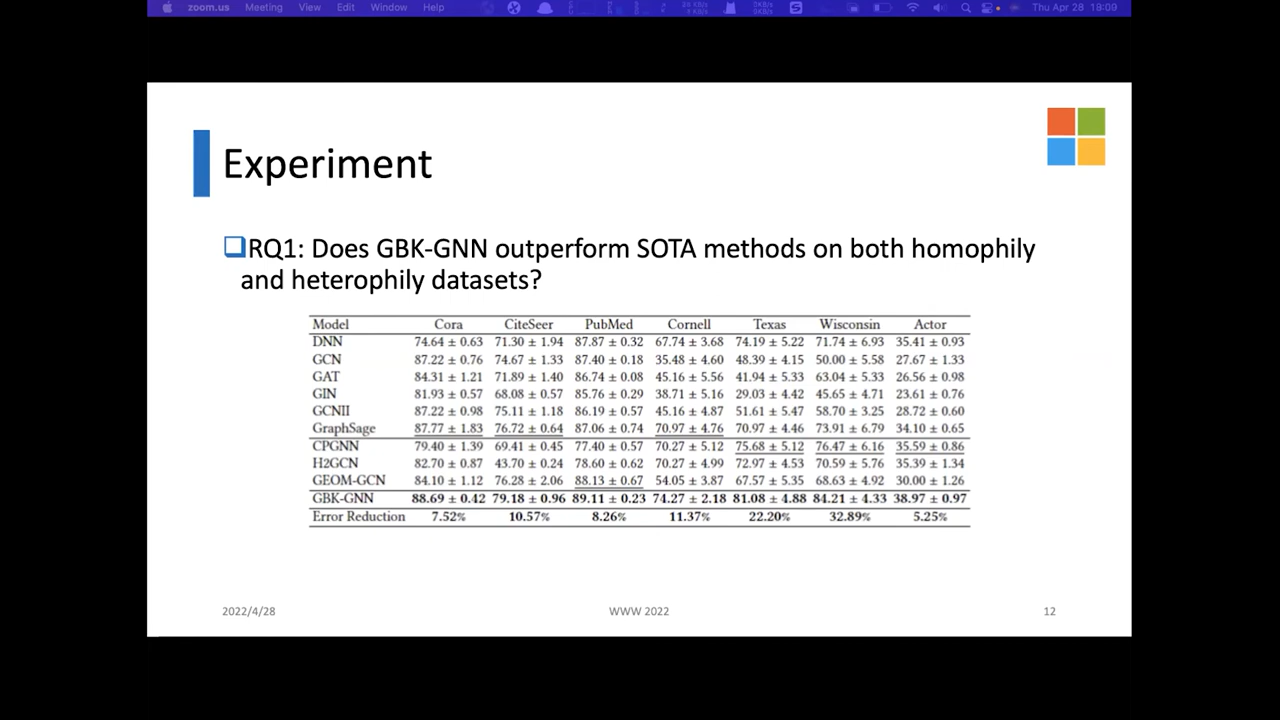 zoom.us Meeting View Edit Window Help Thu Apr 28 18:09
Experiment
RQ1: Does GBK-GNN outperform SOTA methods on both homophily
and heterophily datasets?
Model Cora CiteSeer PubMed Cornell Texas Wisconsin Actor
DNN 74.64 ± 0.63 71.30 ± 1.94 87.87 ± 0.32 67.74 ± 3.68 74.19 ± 5.22 71.74 ± 6.93 35.41 ± 0.93
GCN 87.22 ± 0.76 74.67 ± 1.33 87.40 ± 0.18 35.48 ± 4.60 48.39 ± 4.15 50.00 ± 5.58 27.67 ± 1.33
GAT 84.31 ± 1.21 71.89 ± 1.40 86.74 ± 0.08 45.16 ± 5.56 41.94 ± 5.33 63.04 ± 5.33 26.56 ± 0.98
GIN 81.93 ± 0.57 68.08 ± 0.57 85.76 ± 0.29 38.71 ± 5.16 29.03 ± 4.42 45.65 ± 4.71 23.61 ± 0.76
GCNII 87.22 ± 0.98 75.11 ± 1.18 86.19 ± 0.57 45.16 ± 4.87 51.61 ± 5.47 58.70 ± 3.25 28.72 ± 0.60
GraphSage 87.77 ± 1.83 76.72 ± 0.64 87.06 ± 0.74 70.97 ± 4.76 70.97 ± 4.46 73.91 ± 6.79 34.10 ± 0.65
CPGNN 79.40 ± 1.39 69.41 ± 0.45 77.40 ± 0.57 70.27 ± 5.12 75.68 ± 5.12 76.47 ± 6.16 35.59 ± 0.86
H2GCN 82.70 ± 0.87 43.70 ± 0.24 78.60 ± 0.62 70.27 ± 4.99 72.97 ± 4.53 70.59 ± 5.76 35.39 ± 1.34
GEOM-GCN 84.10 ± 1.12 76.28 ± 2.06 88.13 ± 0.67 54.05 ± 3.87 67.57 ± 5.35 68.63 ± 4.92 30.00 ± 1.26
GBK-GNN 88.69 ± 0.42 79.18 ± 0.96 89.11 ± 0.23 74.27 ± 2.18 81.08 ± 4.88 84.21 ± 4.33 38.97 ± 0.97
Error Reduction 7.52% 10.57% 8.26% 11.37% 22.20% 32.89% 5.25%
2022/4/28 WWW 2022 12